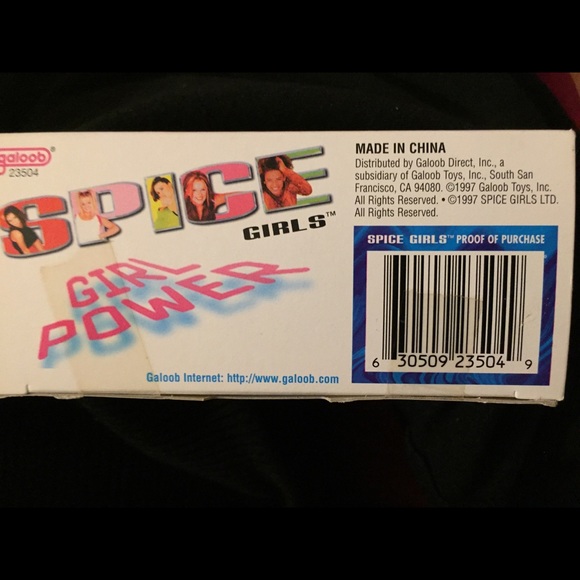 galoob®
23504
SPICE
GIRLS™
GIRL
POWER
Galoob Internet: http://www.galoob.com
MADE IN CHINA
Distributed by Galoob Direct, Inc., a
subsidiary of Galoob Toys, Inc., South San
Francisco, CA 94080. ©1997 Galoob Toys, Inc.
All Rights Reserved. • ©1997 SPICE GIRLS LTD.
All Rights Reserved.
SPICE GIRLS™ PROOF OF PURCHASE
6 30509 23504 9